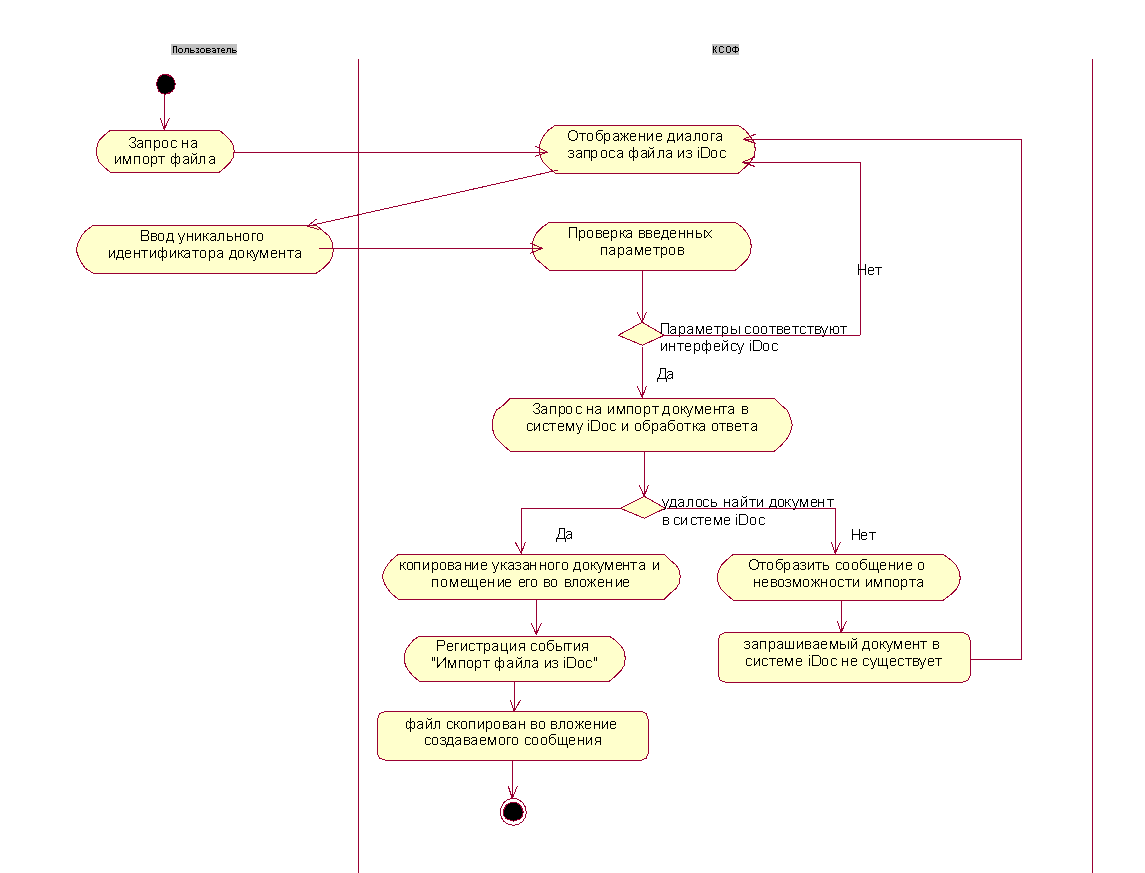 Пользователь
КСОФ
Запрос на
импорт файла
Отображение диалога
запроса файла из iDoc
Ввод уникального
идентификатора документа
Проверка введенных
параметров
Нет
Параметры соответствуют
интерфейсу iDoc
Да
Запрос на импорт документа в
систему iDoc и обработка ответа
удалось найти документ
в системе iDoc
Да
Нет
копирование указанного документа и
помещение его во вложение
Отобразить сообщение о
невозможности импорта
Регистрация события
"Импорт файла из iDoc"
запрашиваемый документ в
системе iDoc не существует
файл скопирован во вложение
создаваемого сообщения